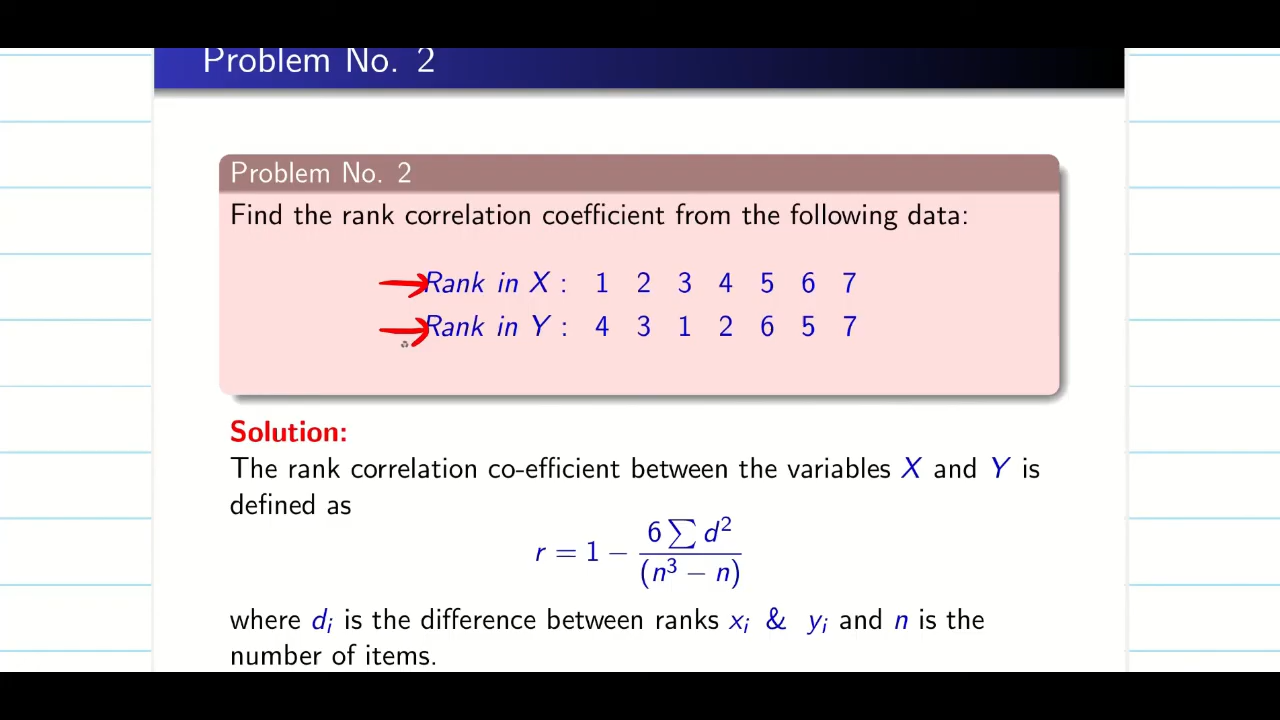 Problem No. 2
Problem No. 2
Find the rank correlation coefficient from the following data:
Rank in X : 1 2 3 4 5 6 7
Rank in Y : 4 3 1 2 6 5 7
Solution:
The rank correlation co-efficient between the variables X and Y is
defined as
r = 1 − 6 ∑ d² / (n³ − n)
where dᵢ is the difference between ranks xᵢ & yᵢ and n is the
number of items.